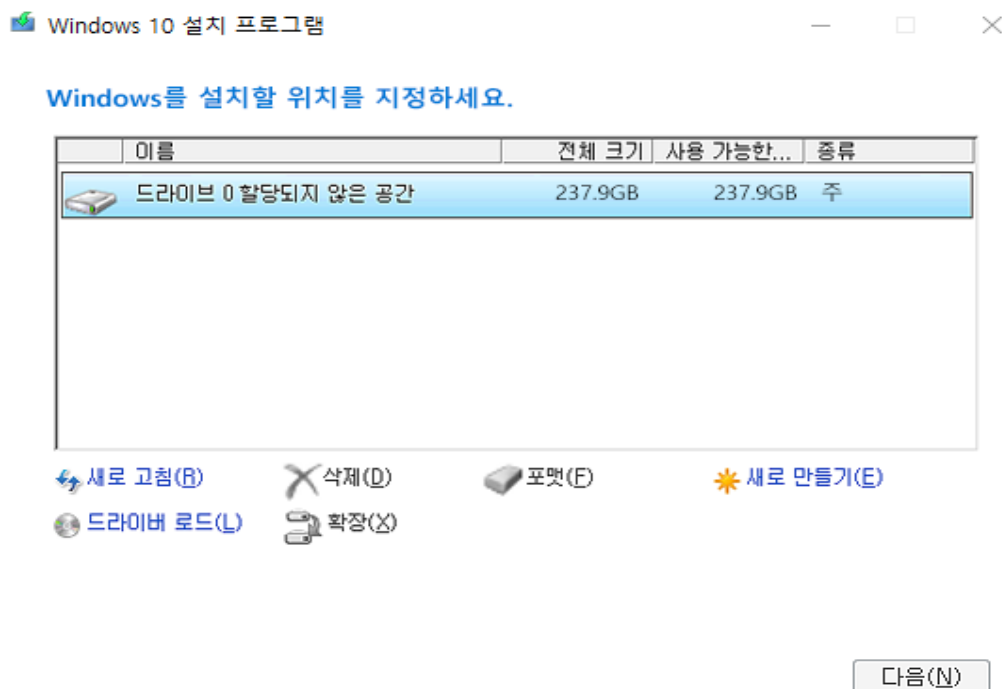 Windows 10 설치 프로그램
Windows를 설치할 위치를 지정하세요.
이름 전체 크기 사용 가능한... 종류
드라이브 0 할당되지 않은 공간 237.9GB 237.9GB 주
새로 고침(R) 삭제(D) 포맷(F) 새로 만들기(E)
드라이버 로드(L) 확장(X)
다음(N)